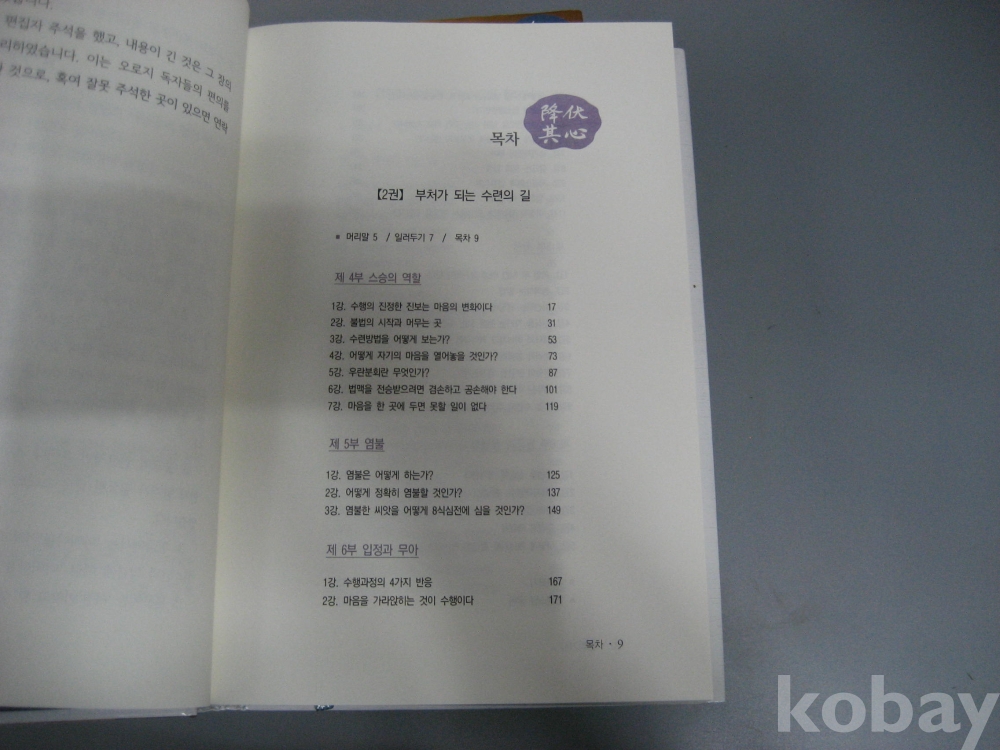 편집자 주석을 했고, 내용이 긴 것은 그 장의
리하였습니다. 이는 오로지 독자들의 편의를
것으로, 혹여 잘못 주석한 곳이 있으면 연락
목차
降伏
其心
【2권】 부처가 되는 수련의 길
▪ 머리말 5 / 일러두기 7 / 목차 9
제 4부 스승의 역할
1강. 수행의 진정한 진보는 마음의 변화이다 17
2강. 불법의 시작과 머무는 곳 31
3강. 수련방법을 어떻게 보는가? 53
4강. 어떻게 자기의 마음을 열어놓을 것인가? 73
5강. 우란분회란 무엇인가? 87
6강. 법맥을 전승받으려면 겸손하고 공손해야 한다 101
7강. 마음을 한 곳에 두면 못할 일이 없다 119
제 5부 염불
1강. 염불은 어떻게 하는가? 125
2강. 어떻게 정확히 염불할 것인가? 137
3강. 염불한 씨앗을 어떻게 8식심전에 심을 것인가? 149
제 6부 입정과 무아
1강. 수행과정의 4가지 반응 167
2강. 마음을 가라앉히는 것이 수행이다 171
목차 · 9
kobay